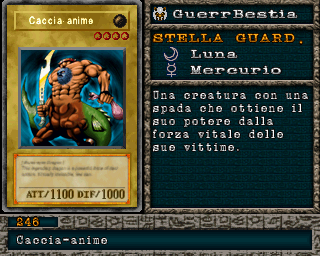 Caccia-anime
ATT/1100 DIF/1000
GuerrBestia
STELLA GUARD.
Luna
Mercurio
Una creatura con una
spada che ottiene il
suo potere dalla
forza vitale delle
sue vittime.
246
Caccia-anime